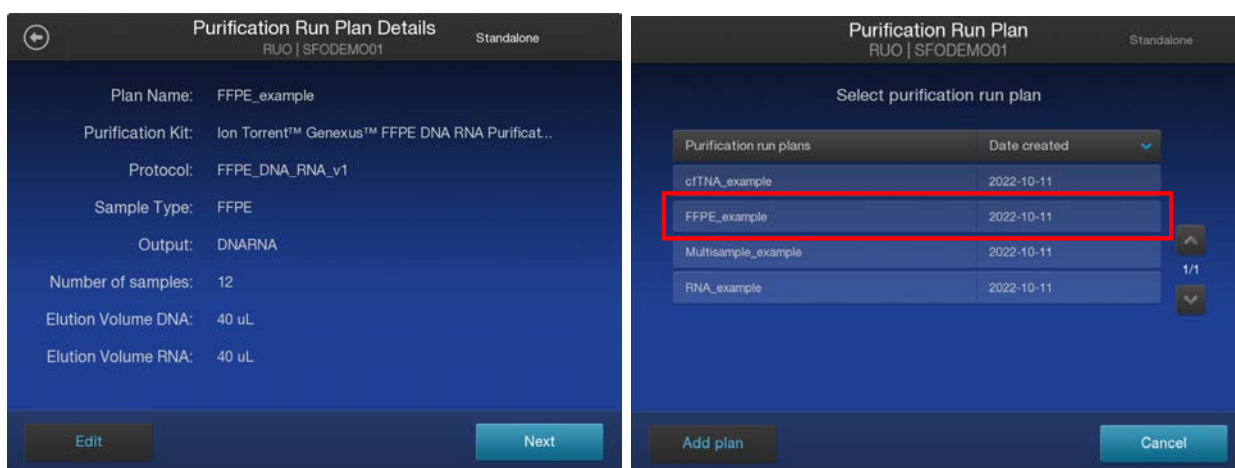 Purification Run Plan Details
RUO | SFODEMO01
Standalone
Plan Name: FFPE_example
Purification Kit: Ion Torrent™ Genexus™ FFPE DNA RNA Purificat...
Protocol: FFPE_DNA_RNA_v1
Sample Type: FFPE
Output: DNARNA
Number of samples: 12
Elution Volume DNA: 40 uL
Elution Volume RNA: 40 uL
Edit
Next
Purification Run Plan
RUO | SFODEMO01
Standalone
Select purification run plan
Purification run plans Date created
cfTNA_example 2022-10-11
FFPE_example 2022-10-11
Multisample_example 2022-10-11
RNA_example 2022-10-11
1/1
Add plan
Cancel